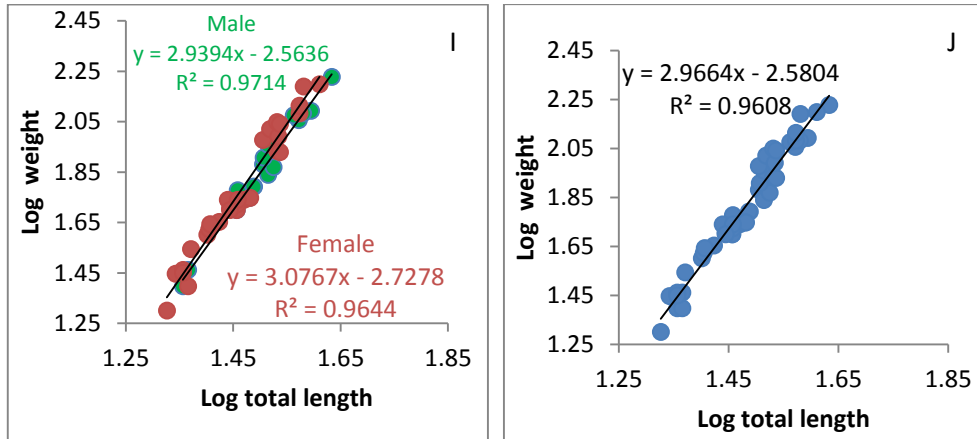 I
Male
y = 2.9394x - 2.5636
R² = 0.9714
Female
y = 3.0767x - 2.7278
R² = 0.9644
2.45
2.25
2.05
1.85
1.65
1.45
1.25
1.25 1.45 1.65 1.85
Log weight
Log total length
J
y = 2.9664x - 2.5804
R² = 0.9608
2.45
2.25
2.05
1.85
1.65
1.45
1.25
1.25 1.45 1.65 1.85
Log weight
Log total length